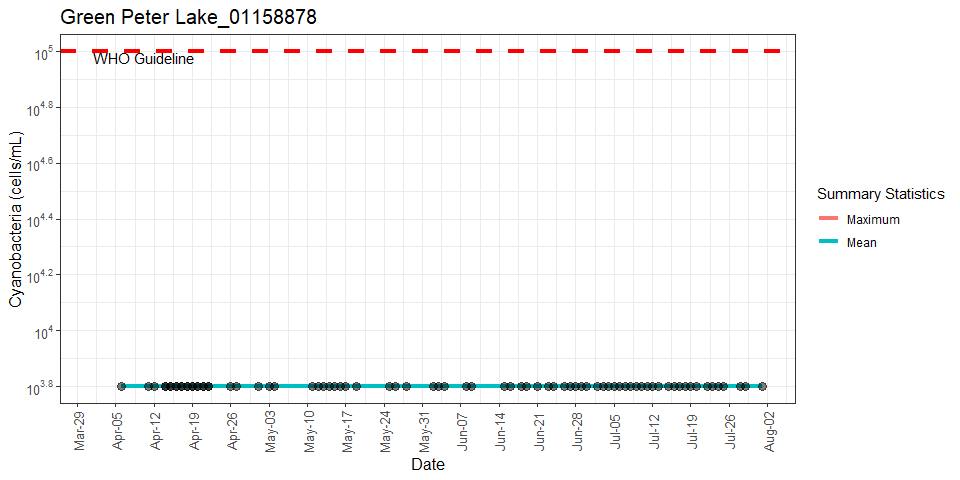 Green Peter Lake_01158878
10^5
WHO Guideline
10^4.8
10^4.6
10^4.4
10^4.2
10^4
10^3.8
Cyanobacteria (cells/mL)
Summary Statistics
Maximum
Mean
Mar-29 Apr-05 Apr-12 Apr-19 Apr-26 May-03 May-10 May-17 May-24 May-31 Jun-07 Jun-14 Jun-21 Jun-28 Jul-05 Jul-12 Jul-19 Jul-26 Aug-02
Date